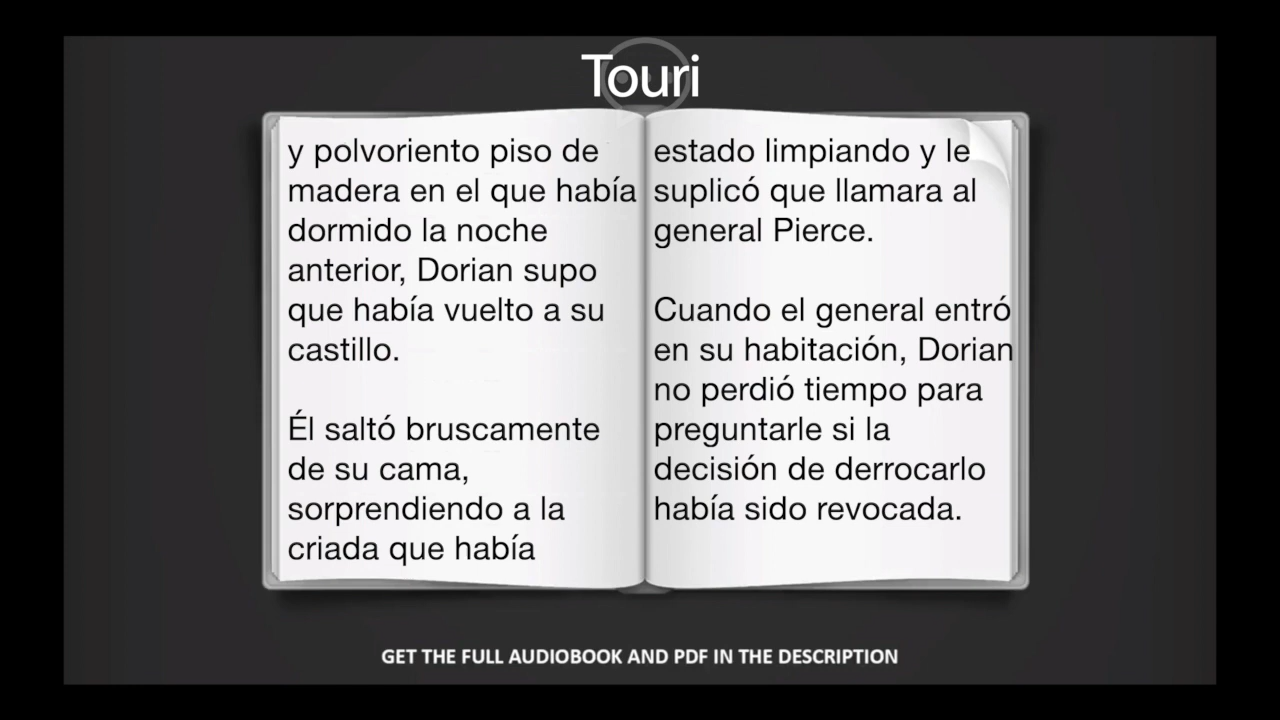 Touri
y polvoriento piso de
madera en el que había
dormido la noche
anterior, Dorian supo
que había vuelto a su
castillo.
Él saltó bruscamente
de su cama,
sorprendiendo a la
criada que había
estado limpiando y le
suplicó que llamara al
general Pierce.
Cuando el general entró
en su habitación, Dorian
no perdió tiempo para
preguntarle si la
decisión de derrocarlo
había sido revocada.
GET THE FULL AUDIOBOOK AND PDF IN THE DESCRIPTION